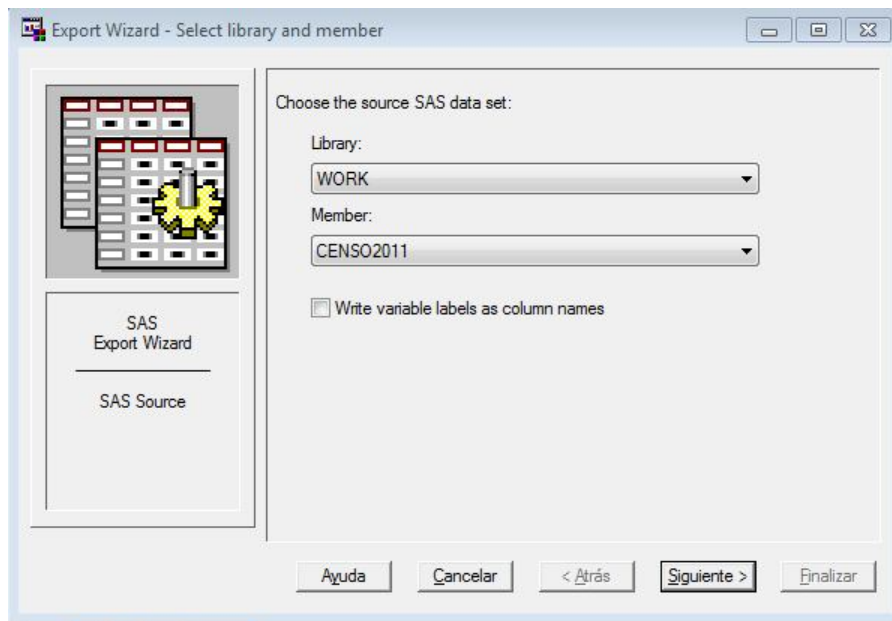 Export Wizard - Select library and member
Choose the source SAS data set:
Library:
WORK
Member:
CENSO2011
Write variable labels as column names
SAS
Export Wizard
SAS Source
Ayuda
Cancelar
< Atrás
Siguiente >
Finalizar